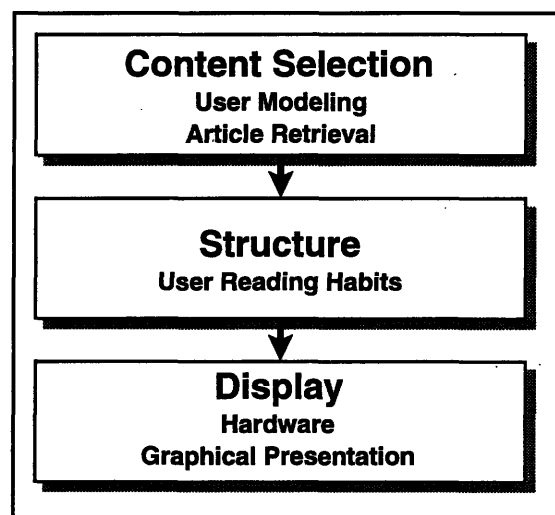 Content Selection
User Modeling
Article Retrieval
Structure
User Reading Habits
Display
Hardware
Graphical Presentation